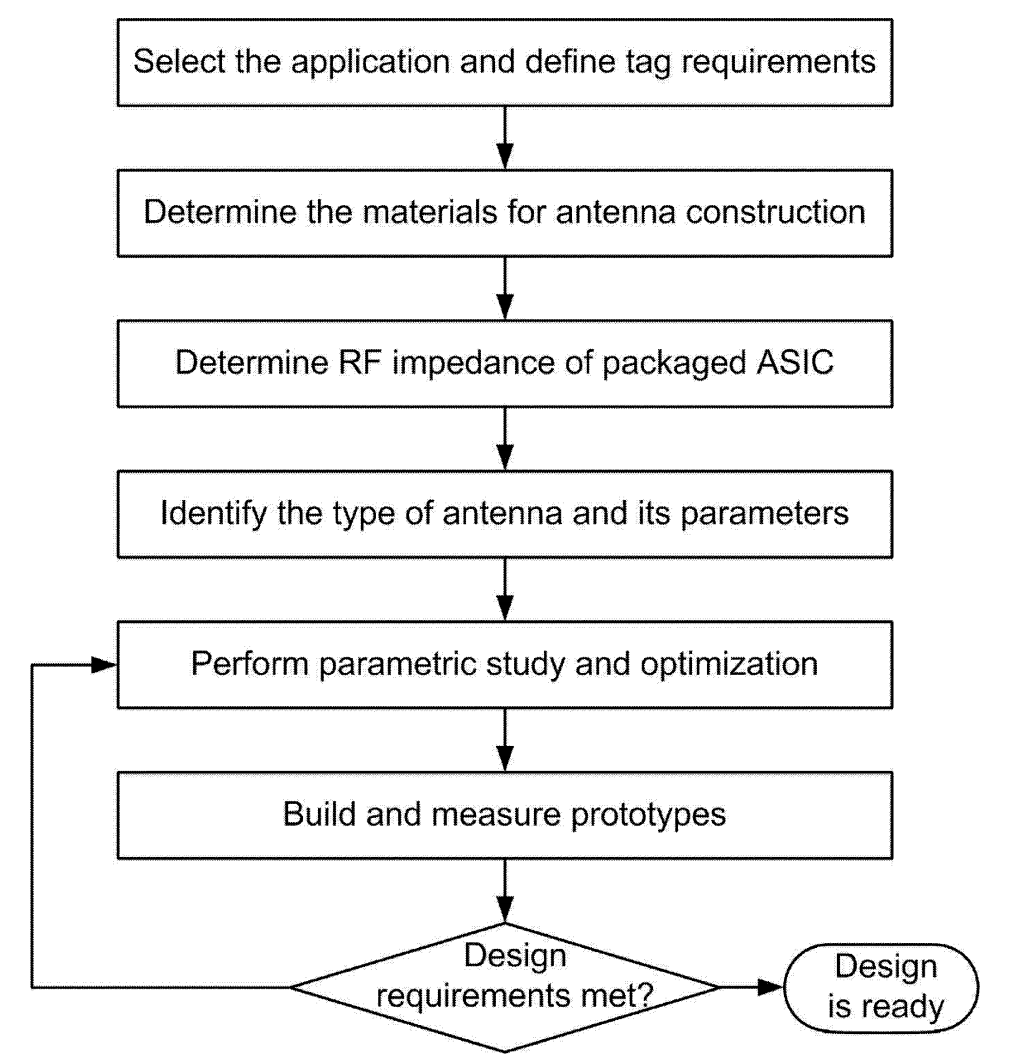 Select the application and define tag requirements
Determine the materials for antenna construction
Determine RF impedance of packaged ASIC
Identify the type of antenna and its parameters
Perform parametric study and optimization
Build and measure prototypes
Design
requirements met?
Design
is ready